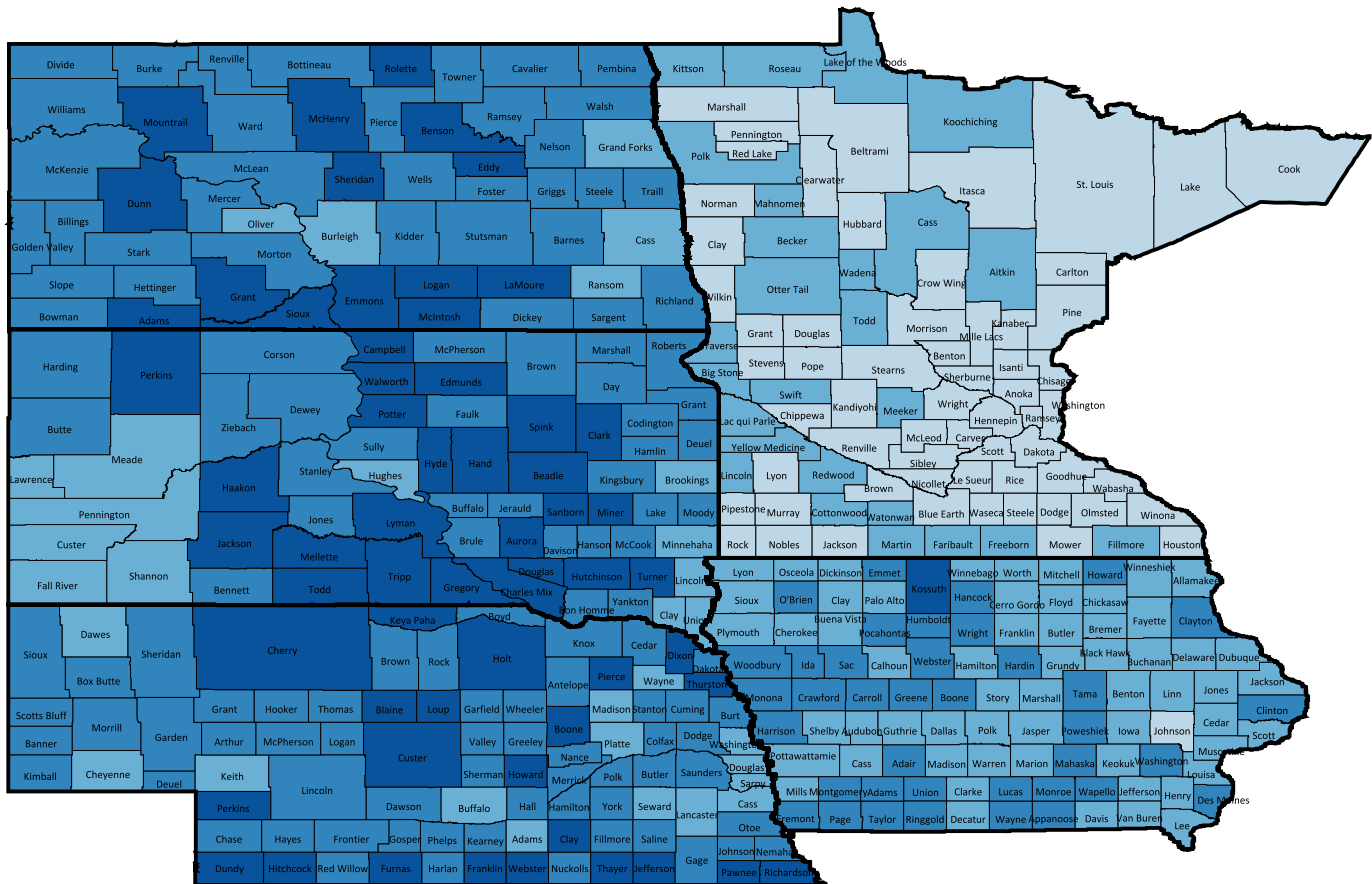 Divide
Burke
Renville
Bottineau
Rolette
Towner
Cavalier
Pembina
Williams
Mountrail
Ward
McHenry
Pierce
Benson
Ramsey
Walsh
Nelson
Grand Forks
McKenzie
McLean
Sheridan
Wells
Eddy
Foster
Griggs
Steele
Traill
Dunn
Mercer
Oliver
Billings
Golden Valley
Stark
Morton
Burleigh
Kidder
Stutsman
Barnes
Cass
Slope
Hettinger
Grant
Sioux
Emmons
Logan
LaMoure
Ransom
Richland
Bowman
Adams
McIntosh
Dickey
Sargent
Kittson
Roseau
Lake of the Woods
Marshall
Koochiching
Pennington
Red Lake
Polk
Beltrami
Clearwater
Itasca
St. Louis
Lake
Cook
Norman
Mahnomen
Hubbard
Cass
Clay
Becker
Wadena
Crow Wing
Aitkin
Carlton
Wilkin
Otter Tail
Todd
Morrison
Mille Lacs
Kanabec
Pine
Grant
Douglas
Traverse
Stevens
Pope
Stearns
Benton
Sherburne
Isanti
Chisago
Big Stone
Swift
Kandiyohi
Meeker
Wright
Anoka
Washington
Hennepin
Ramsey
Lac qui Parle
Chippewa
Yellow Medicine
Renville
McLeod
Carver
Scott
Dakota
Sibley
Lincoln
Lyon
Redwood
Brown
Nicollet
Le Sueur
Rice
Goodhue
Wabasha
Pipestone
Murray
Cottonwood
Watonwan
Blue Earth
Waseca
Steele
Dodge
Olmsted
Winona
Rock
Nobles
Jackson
Martin
Faribault
Freeborn
Mower
Fillmore
Houston
Harding
Perkins
Corson
Campbell
McPherson
Brown
Marshall
Roberts
Walworth
Edmunds
Day
Butte
Ziebach
Dewey
Potter
Faulk
Spink
Clark
Codington
Grant
Hamlin
Deuel
Meade
Lawrence
Sully
Hughes
Hyde
Hand
Beadle
Kingsbury
Brookings
Haakon
Stanley
Pennington
Jones
Lyman
Buffalo
Jerauld
Sanborn
Miner
Lake
Moody
Custer
Jackson
Mellette
Brule
Aurora
Davison
Hanson
McCook
Minnehaha
Fall River
Shannon
Bennett
Todd
Tripp
Gregory
Douglas
Charles Mix
Hutchinson
Turner
Lincoln
Bon Homme
Yankton
Clay
Union
Lyon
Osceola
Dickinson
Emmet
Kossuth
Winnebago
Worth
Mitchell
Howard
Winneshiek
Allamakee
Sioux
O'Brien
Clay
Palo Alto
Hancock
Cerro Gordo
Floyd
Chickasaw
Plymouth
Cherokee
Buena Vista
Pocahontas
Humboldt
Wright
Franklin
Butler
Bremer
Fayette
Clayton
Woodbury
Ida
Sac
Calhoun
Webster
Hamilton
Hardin
Grundy
Black Hawk
Buchanan
Delaware
Dubuque
Moona
Crawford
Carroll
Greene
Boone
Story
Marshall
Tama
Benton
Linn
Jones
Jackson
Clinton
Harrison
Shelby
Audubon
Guthrie
Dallas
Polk
Jasper
Poweshiek
Iowa
Johnson
Cedar
Scott
Muscatine
Pottawattamie
Cass
Adair
Madison
Warren
Marion
Mahaska
Keokuk
Washington
Louisa
Mills
Montgomery
Adams
Union
Clarke
Lucas
Monroe
Wapello
Jefferson
Henry
Des Moines
Fremont
Page
Taylor
Ringgold
Decatur
Wayne
Appanoose
Davis
Van Buren
Lee
Sioux
Dawes
Sheridan
Box Butte
Cherry
Keya Paha
Boyd
Brown
Rock
Holt
Knox
Cedar
Dixon
Dakota
Antelope
Pierce
Wayne
Thurston
Scotts Bluff
Morrill
Garden
Grant
Hooker
Thomas
Blaine
Loup
Garfield
Wheeler
Madison
Stanton
Cuming
Burt
Banner
Arthur
McPherson
Logan
Custer
Valley
Greeley
Boone
Nance
Platte
Colfax
Dodge
Washington
Kimball
Cheyenne
Deuel
Keith
Lincoln
Sherman
Howard
Merrick
Polk
Butler
Saunders
Douglas
Sarpy
Perkins
Dawson
Buffalo
Hall
Hamilton
York
Seward
Lancaster
Cass
Otoe
Chase
Hayes
Frontier
Gosper
Phelps
Kearney
Adams
Clay
Fillmore
Saline
Gage
Johnson
Nemaha
Dundy
Hitchcock
Red Willow
Furnas
Harlan
Franklin
Webster
Nuckolls
Thayer
Jefferson
Pawnee
Richardson